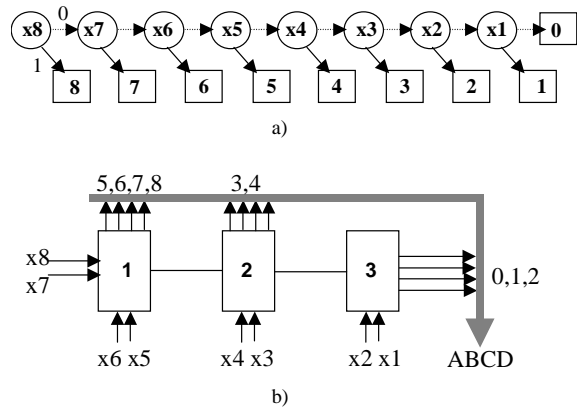 0
x8 x7 x6 x5 x4 x3 x2 x1 0
1
8 7 6 5 4 3 2 1
a)
5,6,7,8 3,4
x8
1 2 3
x7
0,1,2
x6 x5 x4 x3 x2 x1 ABCD
b)